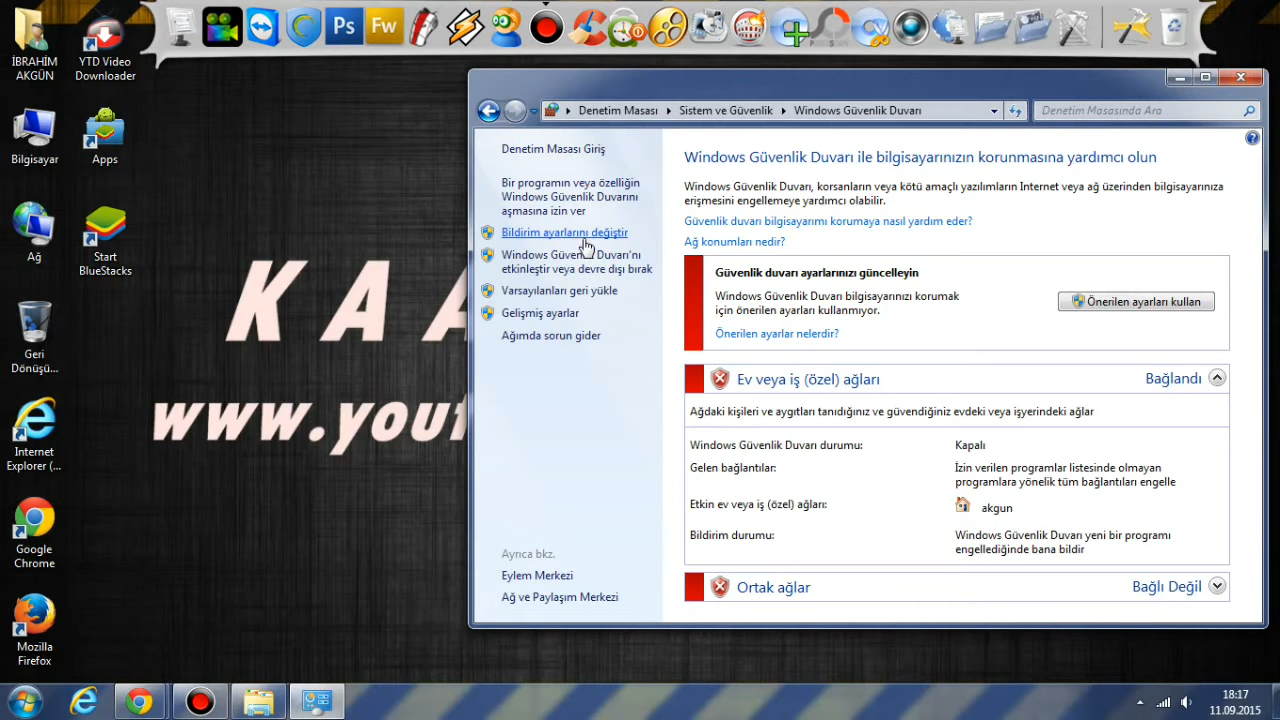 Ps
Fw
İBRAHİM
AKGÜN
YTD Video
Downloader
Bilgisayar
Apps
Ağ
Start
BlueStacks
Geri
Dönüşü...
Internet
Explorer (...
Google
Chrome
Mozilla
Firefox
K A A
www.you
Denetim Masası
Sistem ve Güvenlik
Windows Güvenlik Duvarı
Denetim Masasında Ara
Denetim Masası Giriş
Bir programın veya özelliğin
Windows Güvenlik Duvarını
aşmasına izin ver
Bildirim ayarlarını değiştir
Windows Güvenlik Duvarı'nı
etkinleştir veya devre dışı bırak
Varsayılanları geri yükle
Gelişmiş ayarlar
Ağımda sorun gider
Ayrıca bkz.
Eylem Merkezi
Ağ ve Paylaşım Merkezi
Windows Güvenlik Duvarı ile bilgisayarınızın korunmasına yardımcı olun
Windows Güvenlik Duvarı, korsanların veya kötü amaçlı yazılımların Internet veya ağ üzerinden bilgisayarınıza
erişmesini engellemeye yardımcı olabilir.
Güvenlik duvarı bilgisayarımı korumaya nasıl yardım eder?
Ağ konumları nedir?
Güvenlik duvarı ayarlarınızı güncelleyin
Windows Güvenlik Duvarı bilgisayarınızı korumak
için önerilen ayarları kullanmıyor.
Önerilen ayarları kullan
Önerilen ayarlar nelerdir?
Ev veya iş (özel) ağları
Bağlandı
Ağdaki kişileri ve aygıtları tanıdığınız ve güvendiğiniz evdeki veya işyerindeki ağlar
Windows Güvenlik Duvarı durumu:
Kapalı
Gelen bağlantılar:
İzin verilen programlar listesinde olmayan
programlara yönelik tüm bağlantıları engelle
Etkin ev veya iş (özel) ağları:
akgun
Bildirim durumu:
Windows Güvenlik Duvarı yeni bir programı
engellediğinde bana bildir
Ortak ağlar
Bağlı Değil
18:17
11.09.2015